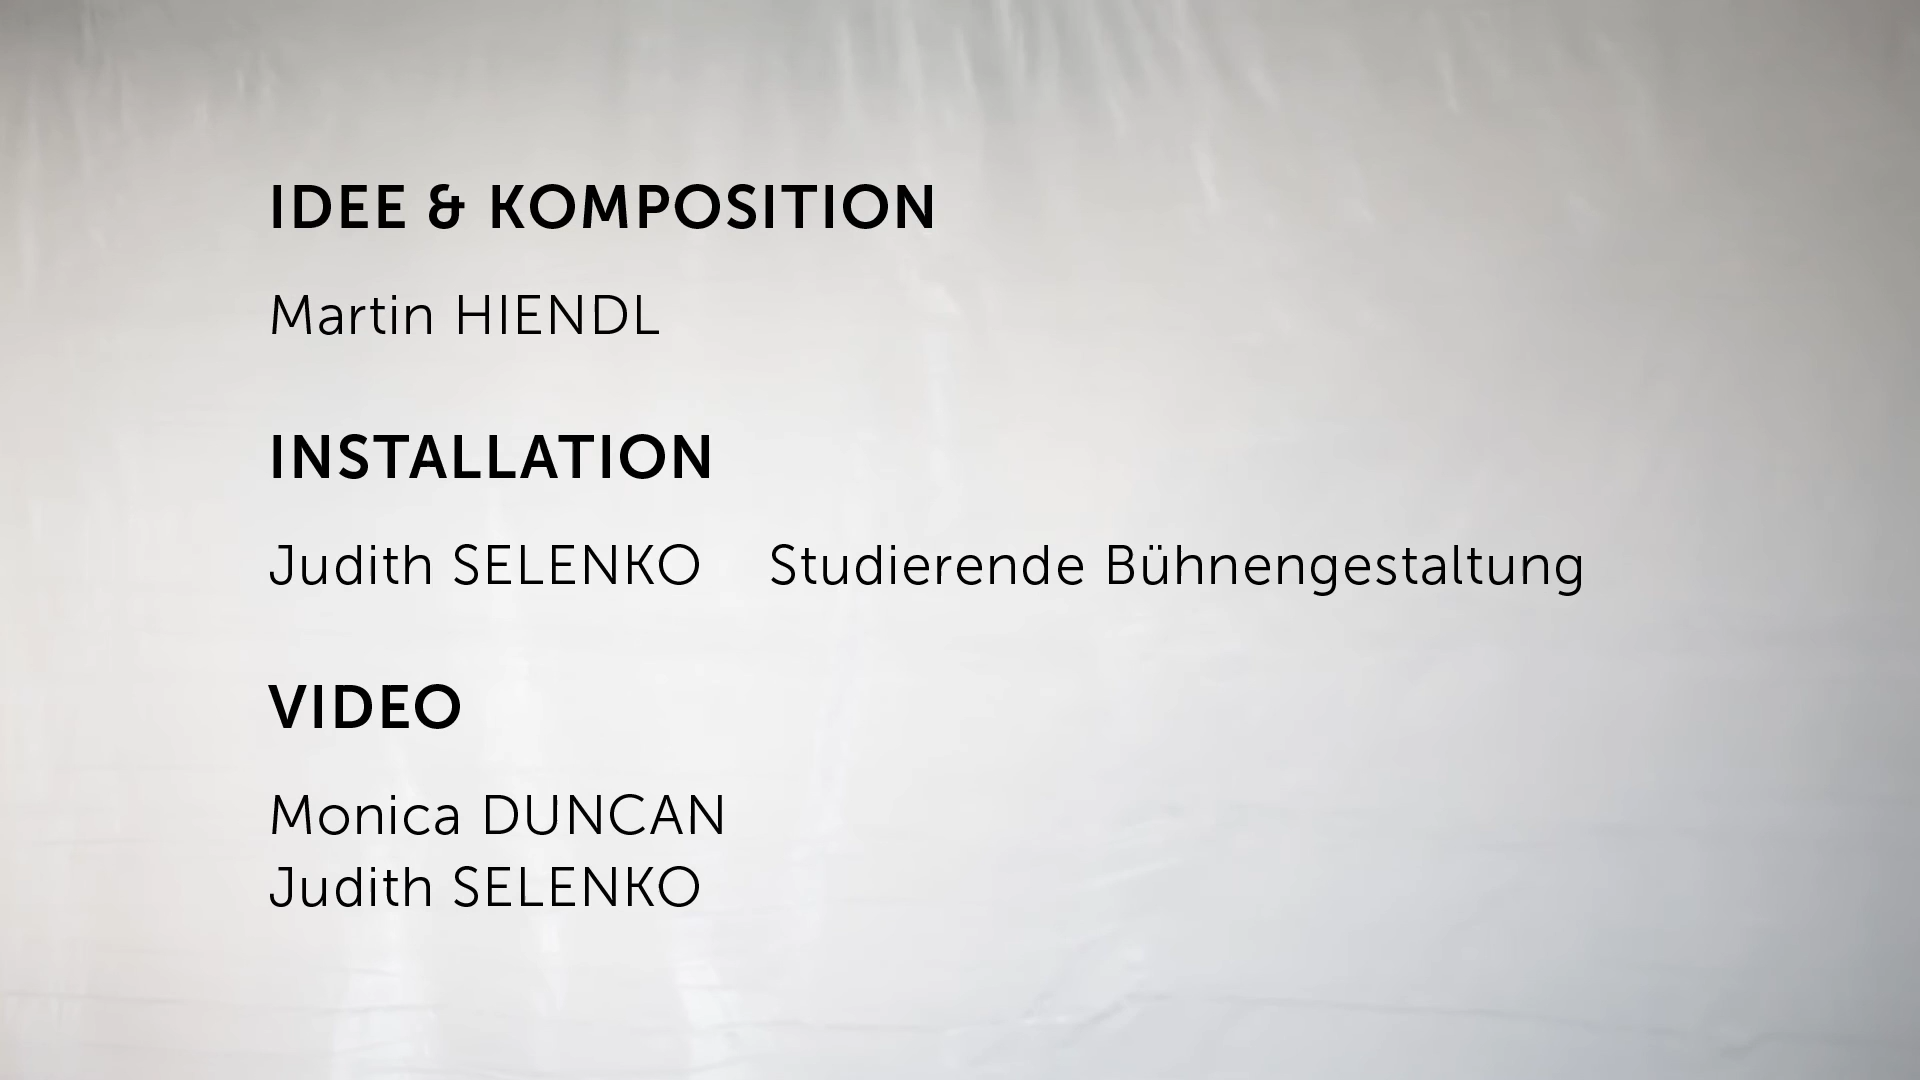 IDEE & KOMPOSITION
Martin HIENDL
INSTALLATION
Judith SELENKO Studierende Bühnengestaltung
VIDEO
Monica DUNCAN
Judith SELENKO